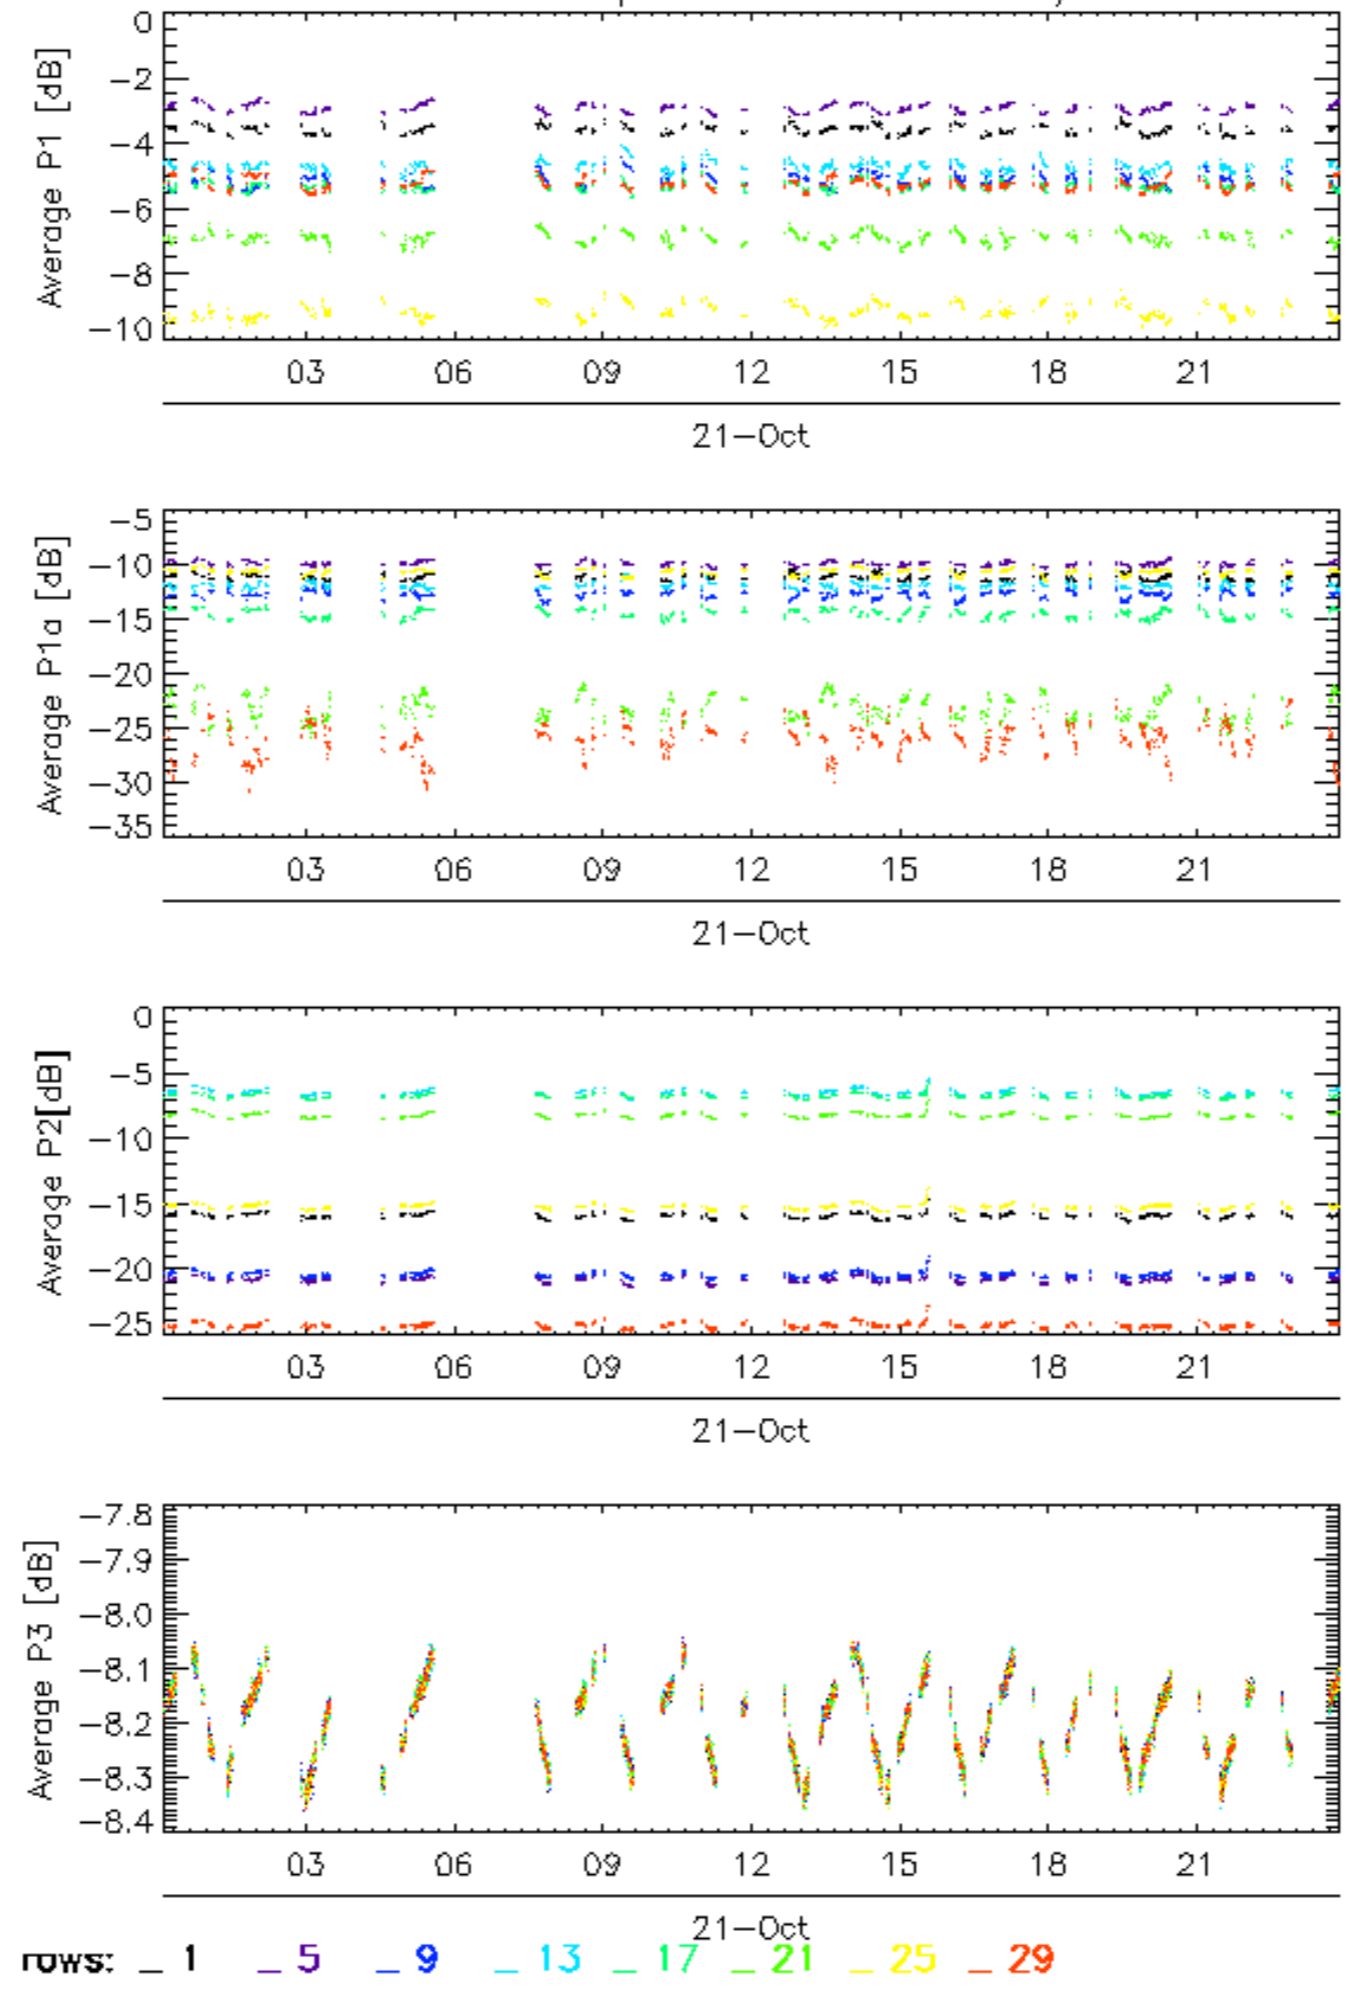 0
−2
−4
−6
−8
−10
Average P1 [dB]
03 06 09 12 15 18 21
21−Oct
−5
−10
−15
−20
−25
−30
−35
Average P1a [dB]
03 06 09 12 15 18 21
21−Oct
0
−5
−10
−15
−20
−25
Average P2[dB]
03 06 09 12 15 18 21
21−Oct
−7.8
−7.9
−8.0
−8.1
−8.2
−8.3
−8.4
Average P3 [dB]
03 06 09 12 15 18 21
21−Oct
rows: _ 1 _ 5 _ 9 _ 13 _ 17 _ 21 _ 25 _ 29